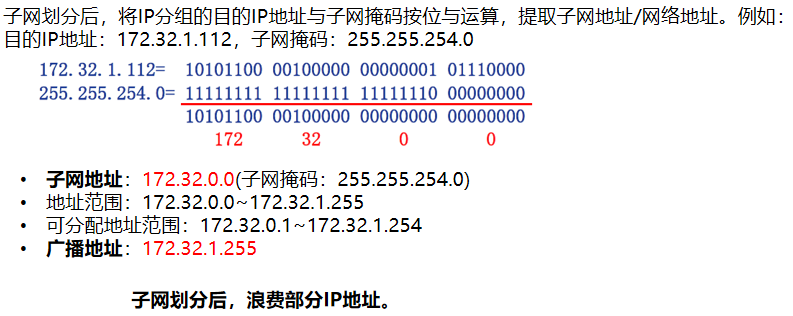 子网划分后，将IP分组的目的IP地址与子网掩码按位与运算，提取子网地址/网络地址。例如：
目的IP地址：172.32.1.112，子网掩码：255.255.254.0
172.32.1.112= 10101100 00100000 00000001 01110000
255.255.254.0= 11111111 11111111 11111110 00000000
10101100 00100000 00000000 00000000
172 32 0 0
• 子网地址：172.32.0.0(子网掩码：255.255.254.0)
• 地址范围：172.32.0.0~172.32.1.255
• 可分配地址范围：172.32.0.1~172.32.1.254
• 广播地址：172.32.1.255
子网划分后，浪费部分IP地址。